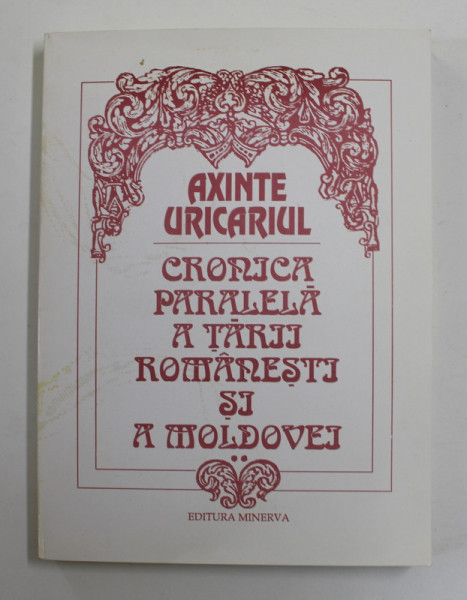 AXINTE
URICARIUL
CRONICA
PARALELĂ
A ȚĂRII
ROMÂNEȘTI
ȘI
A MOLDOVEI
EDITURA MINERVA